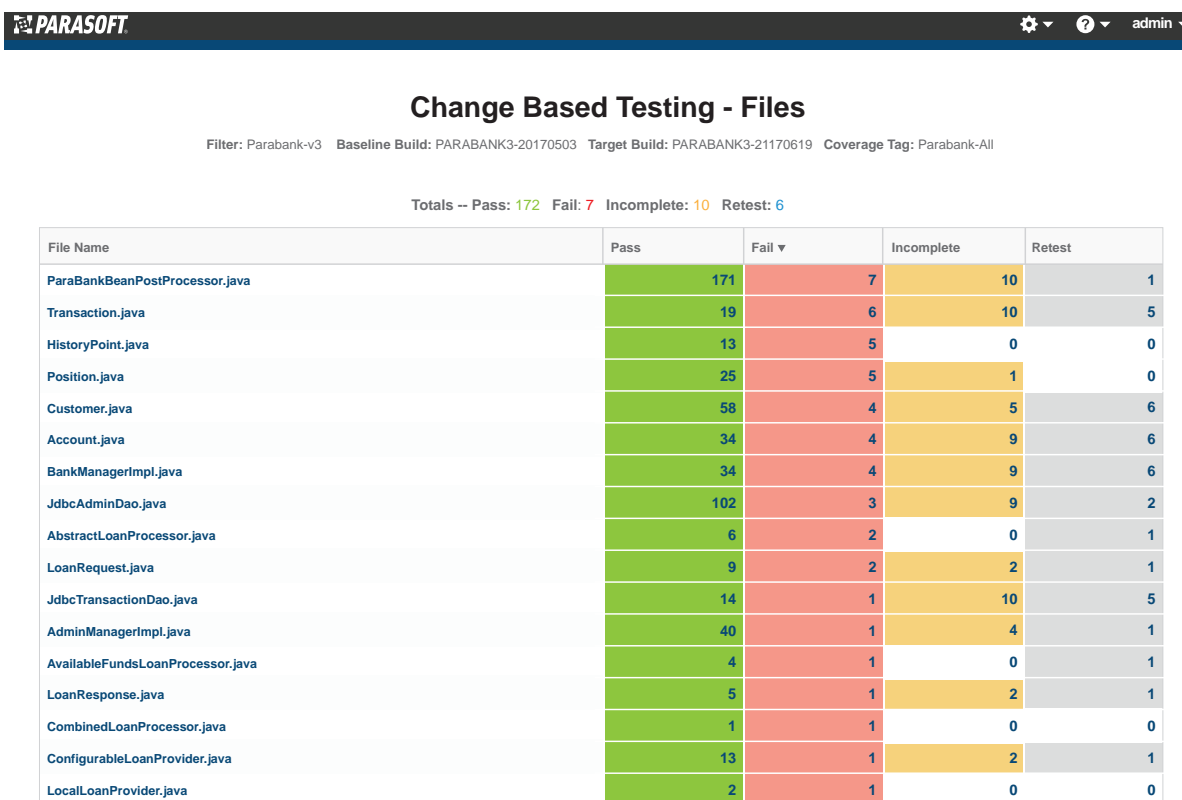 PARASOFT.
admin
Change Based Testing - Files
Filter: Parabank-v3 Baseline Build: PARABANK3-20170503 Target Build: PARABANK3-21170619 Coverage Tag: Parabank-All
Totals -- Pass: 172 Fail: 7 Incomplete: 10 Retest: 6
File Name Pass Fail ▼ Incomplete Retest
ParaBankBeanPostProcessor.java 171 7 10 1
Transaction.java 19 6 10 5
HistoryPoint.java 13 5 0 0
Position.java 25 5 1 0
Customer.java 58 4 5 6
Account.java 34 4 9 6
BankManagerImpl.java 34 4 9 6
JdbcAdminDao.java 102 3 9 2
AbstractLoanProcessor.java 6 2 0 1
LoanRequest.java 9 2 2 1
JdbcTransactionDao.java 14 1 10 5
AdminManagerImpl.java 40 1 4 1
AvailableFundsLoanProcessor.java 4 1 0 1
LoanResponse.java 5 1 2 1
CombinedLoanProcessor.java 1 1 0 0
ConfigurableLoanProvider.java 13 1 2 1
LocalLoanProvider.java 2 1 0 0